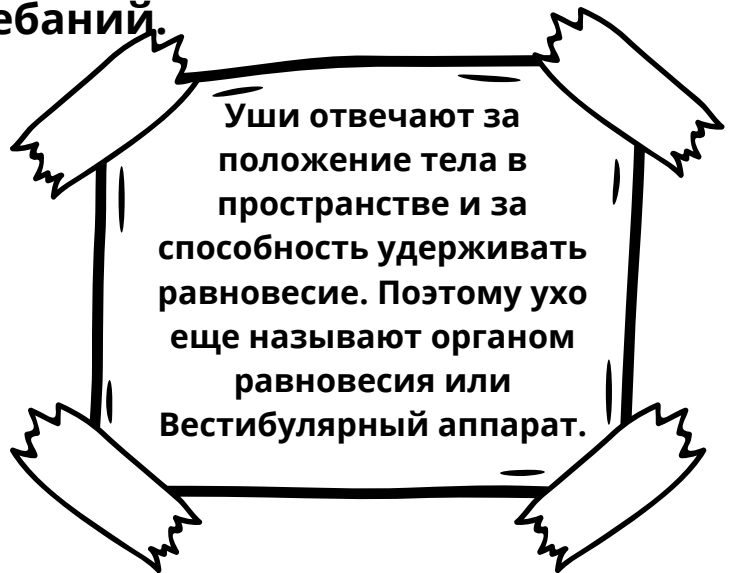 ебаний.
Уши отвечают за
положение тела в
пространстве и за
способность удерживать
равновесие. Поэтому ухо
еще называют органом
равновесия или
Вестибулярный аппарат.